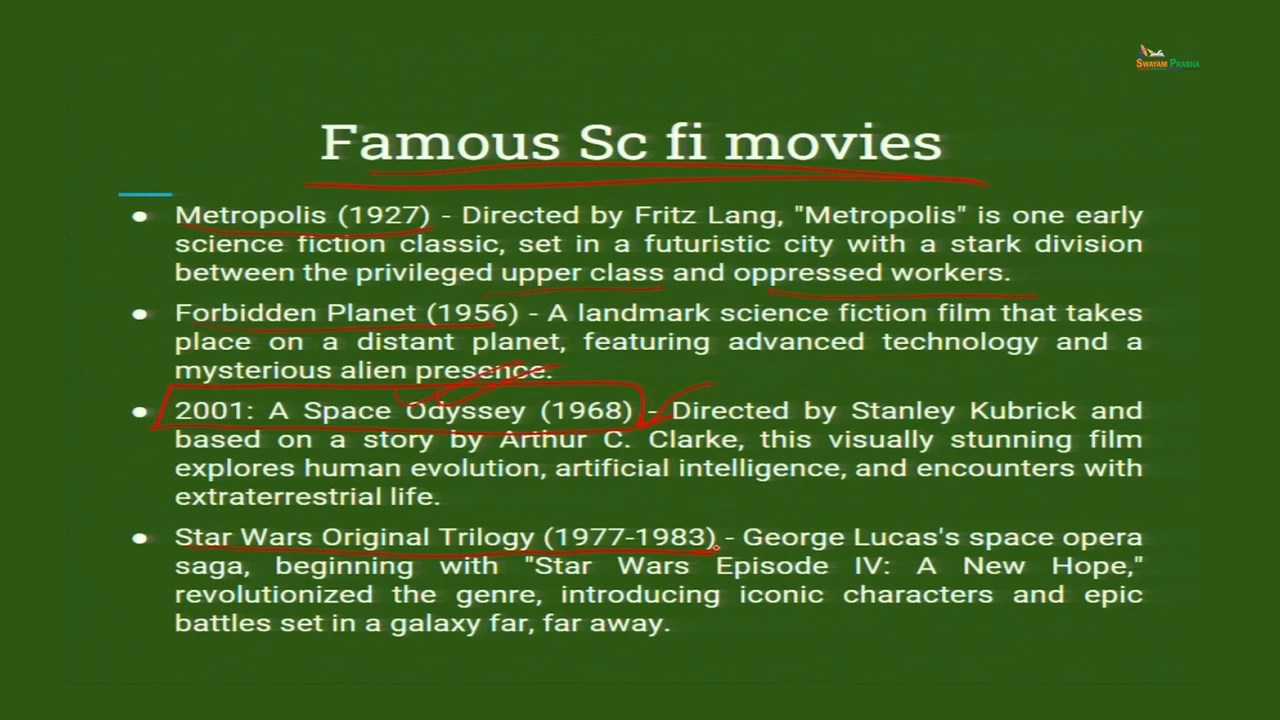 SWAYAM PRABHA
Famous Sc fi movies
● Metropolis (1927) - Directed by Fritz Lang, "Metropolis" is one early
science fiction classic, set in a futuristic city with a stark division
between the privileged upper class and oppressed workers.
● Forbidden Planet (1956) - A landmark science fiction film that takes
place on a distant planet, featuring advanced technology and a
mysterious alien presence.
● 2001: A Space Odyssey (1968) - Directed by Stanley Kubrick and
based on a story by Arthur C. Clarke, this visually stunning film
explores human evolution, artificial intelligence, and encounters with
extraterrestrial life.
● Star Wars Original Trilogy (1977-1983) - George Lucas's space opera
saga, beginning with "Star Wars Episode IV: A New Hope,"
revolutionized the genre, introducing iconic characters and epic
battles set in a galaxy far, far away.